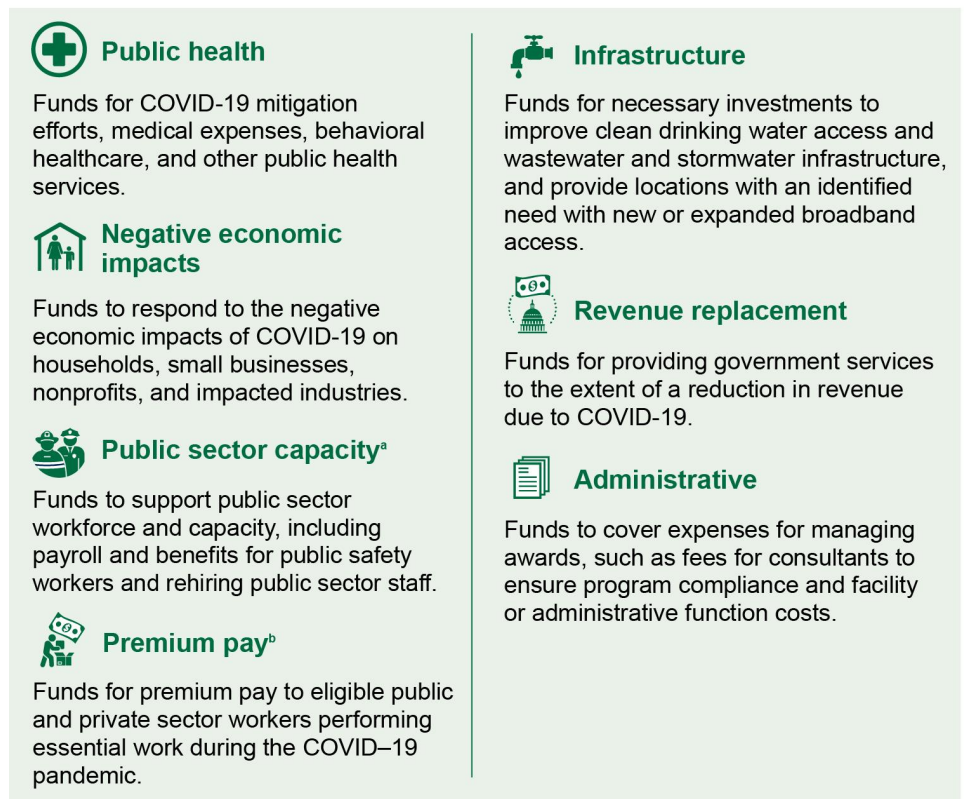 Public health
Funds for COVID-19 mitigation
efforts, medical expenses, behavioral
healthcare, and other public health
services.
Negative economic
impacts
Funds to respond to the negative
economic impacts of COVID-19 on
households, small businesses,
nonprofits, and impacted industries.
Public sector capacityᵃ
Funds to support public sector
workforce and capacity, including
payroll and benefits for public safety
workers and rehiring public sector staff.
Premium payᵇ
Funds for premium pay to eligible public
and private sector workers performing
essential work during the COVID–19
pandemic.
Infrastructure
Funds for necessary investments to
improve clean drinking water access and
wastewater and stormwater infrastructure,
and provide locations with an identified
need with new or expanded broadband
access.
Revenue replacement
Funds for providing government services
to the extent of a reduction in revenue
due to COVID-19.
Administrative
Funds to cover expenses for managing
awards, such as fees for consultants to
ensure program compliance and facility
or administrative function costs.